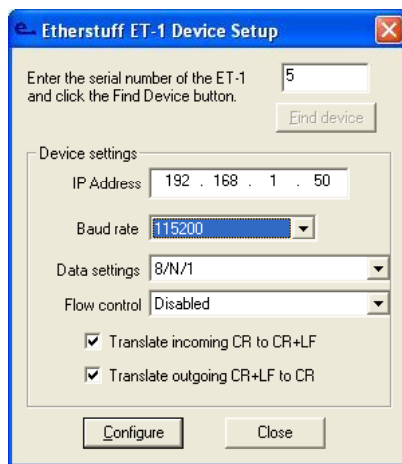 Etherstuff ET-1 Device Setup
Enter the serial number of the ET-1
and click the Find Device button.
5
Find device
Device settings
IP Address 192 . 168 . 1 . 50
Baud rate 115200
Data settings 8/N/1
Flow control Disabled
Translate incoming CR to CR+LF
Translate outgoing CR+LF to CR
Configure Close